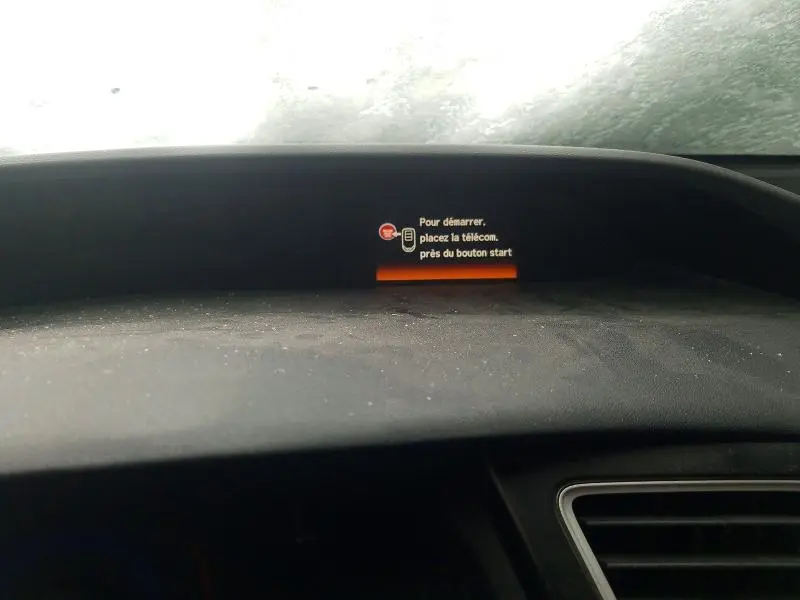 Pour démarrer,
placez la télécom.
près du bouton start